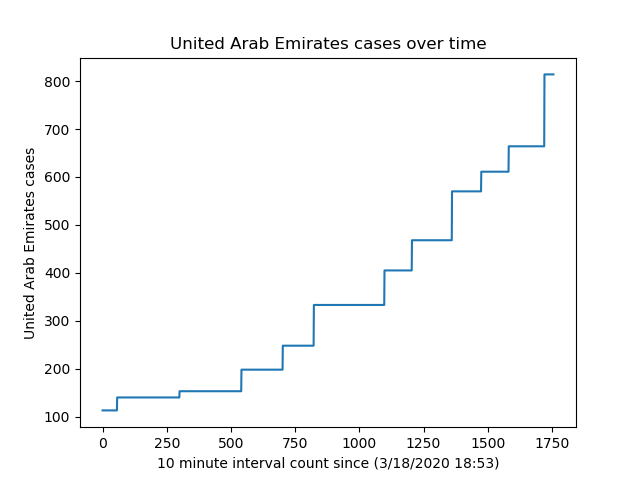 United Arab Emirates cases over time
United Arab Emirates cases
800
700
600
500
400
300
200
100
0 250 500 750 1000 1250 1500 1750
10 minute interval count since (3/18/2020 18:53)